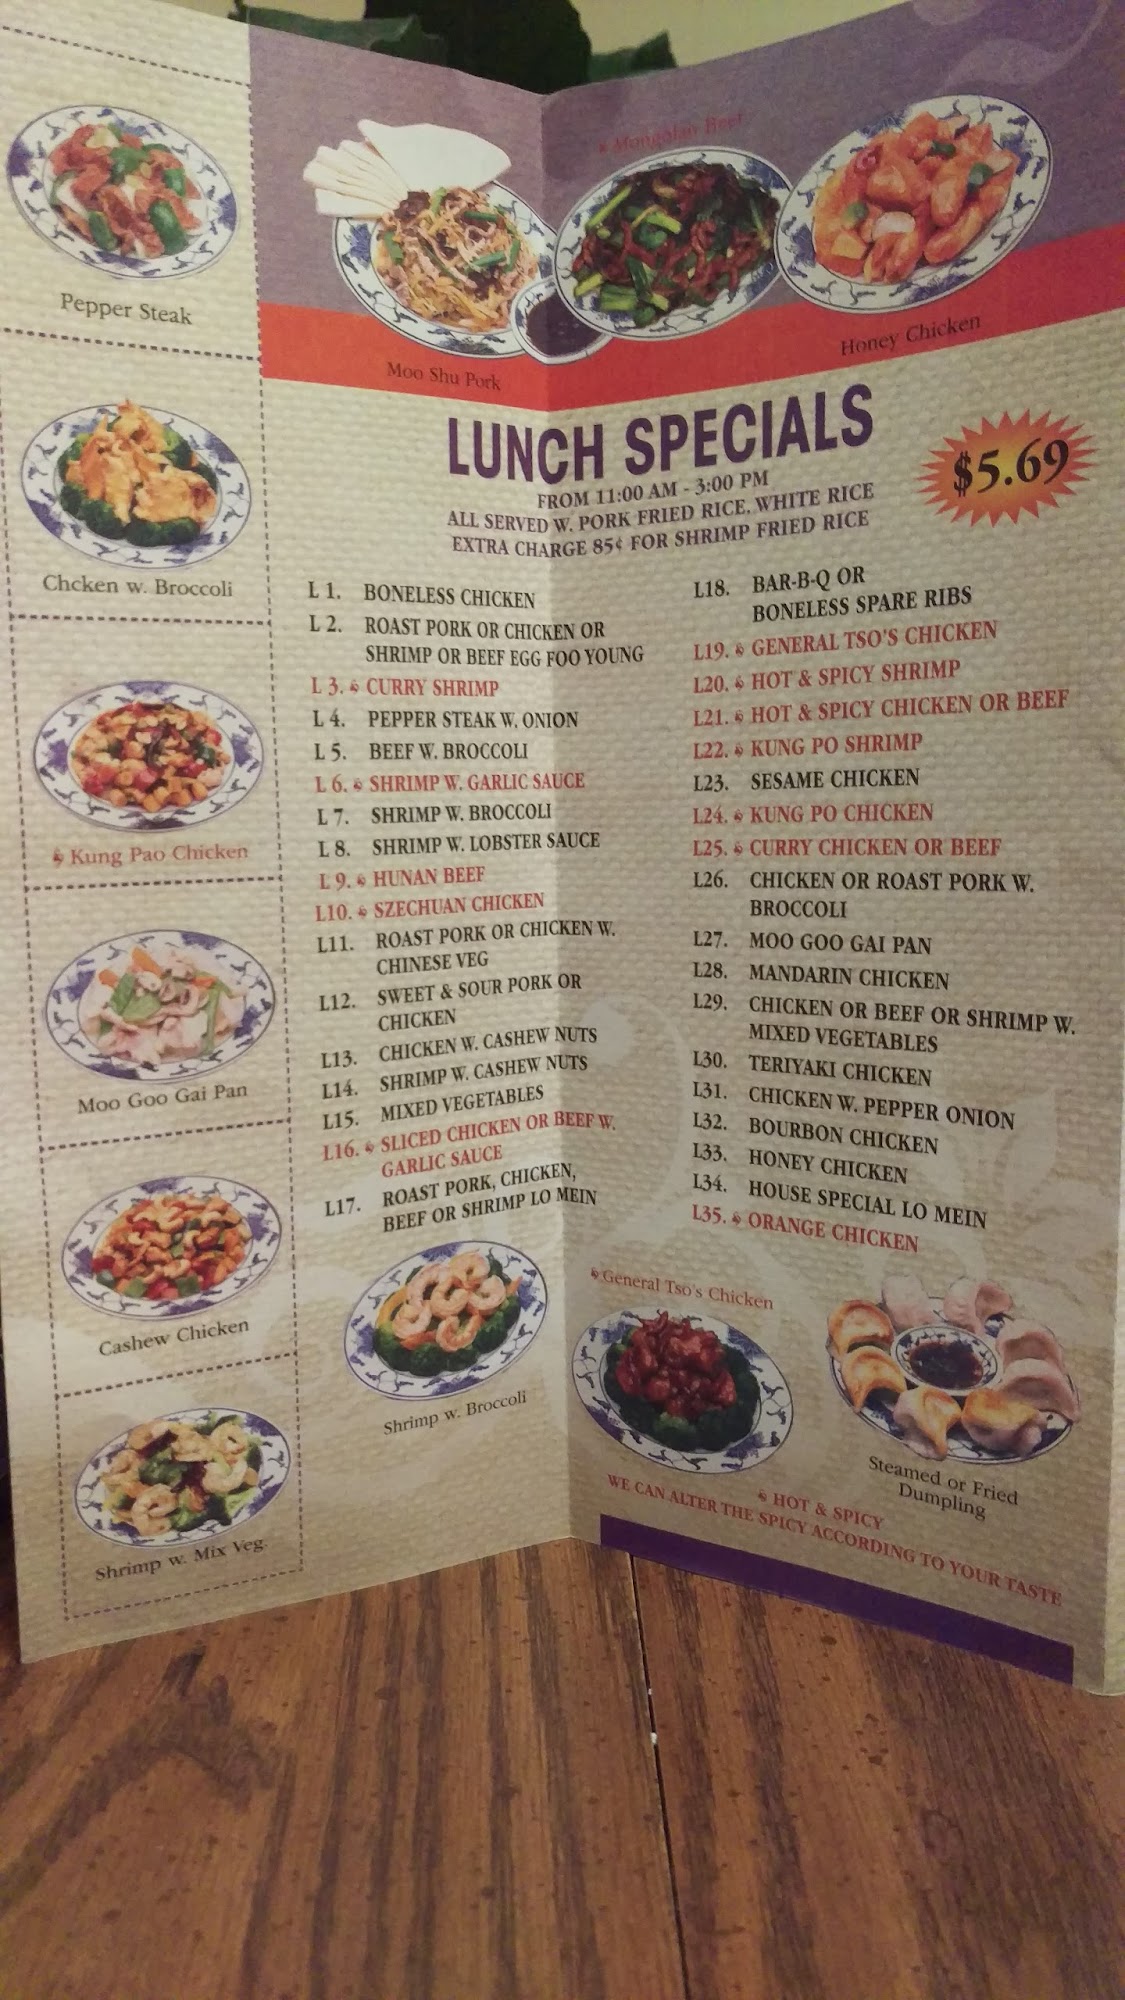 Pepper Steak
Chcken w. Broccoli
Kung Pao Chicken
Moo Goo Gai Pan
Cashew Chicken
Shrimp w. Mix Veg.
Moo Shu Pork
Mongolan Beef
Honey Chicken
LUNCH SPECIALS
$5.69
FROM 11:00 AM - 3:00 PM
ALL SERVED W. PORK FRIED RICE. WHITE RICE
EXTRA CHARGE 85¢ FOR SHRIMP FRIED RICE
L 1. BONELESS CHICKEN
L 2. ROAST PORK OR CHICKEN OR
SHRIMP OR BEEF EGG FOO YOUNG
L 3. CURRY SHRIMP
L 4. PEPPER STEAK W. ONION
L 5. BEEF W. BROCCOLI
L 6. SHRIMP W. GARLIC SAUCE
L 7. SHRIMP W. BROCCOLI
L 8. SHRIMP W. LOBSTER SAUCE
L 9. HUNAN BEEF
L10. SZECHUAN CHICKEN
L11. ROAST PORK OR CHICKEN W.
CHINESE VEG
L12. SWEET & SOUR PORK OR
CHICKEN
L13. CHICKEN W. CASHEW NUTS
L14. SHRIMP W. CASHEW NUTS
L15. MIXED VEGETABLES
L16. SLICED CHICKEN OR BEEF W.
GARLIC SAUCE
L17. ROAST PORK, CHICKEN,
BEEF OR SHRIMP LO MEIN
L18. BAR-B-Q OR
BONELESS SPARE RIBS
L19. GENERAL TSO'S CHICKEN
L20. HOT & SPICY SHRIMP
L21. HOT & SPICY CHICKEN OR BEEF
L22. KUNG PO SHRIMP
L23. SESAME CHICKEN
L24. KUNG PO CHICKEN
L25. CURRY CHICKEN OR BEEF
L26. CHICKEN OR ROAST PORK W.
BROCCOLI
L27. MOO GOO GAI PAN
L28. MANDARIN CHICKEN
L29. CHICKEN OR BEEF OR SHRIMP W.
MIXED VEGETABLES
L30. TERIYAKI CHICKEN
L31. CHICKEN W. PEPPER ONION
L32. BOURBON CHICKEN
L33. HONEY CHICKEN
L34. HOUSE SPECIAL LO MEIN
L35. ORANGE CHICKEN
Shrimp w. Broccoli
General Tso's Chicken
Steamed or Fried
Dumpling
HOT & SPICY
WE CAN ALTER THE SPICY ACCORDING TO YOUR TASTE